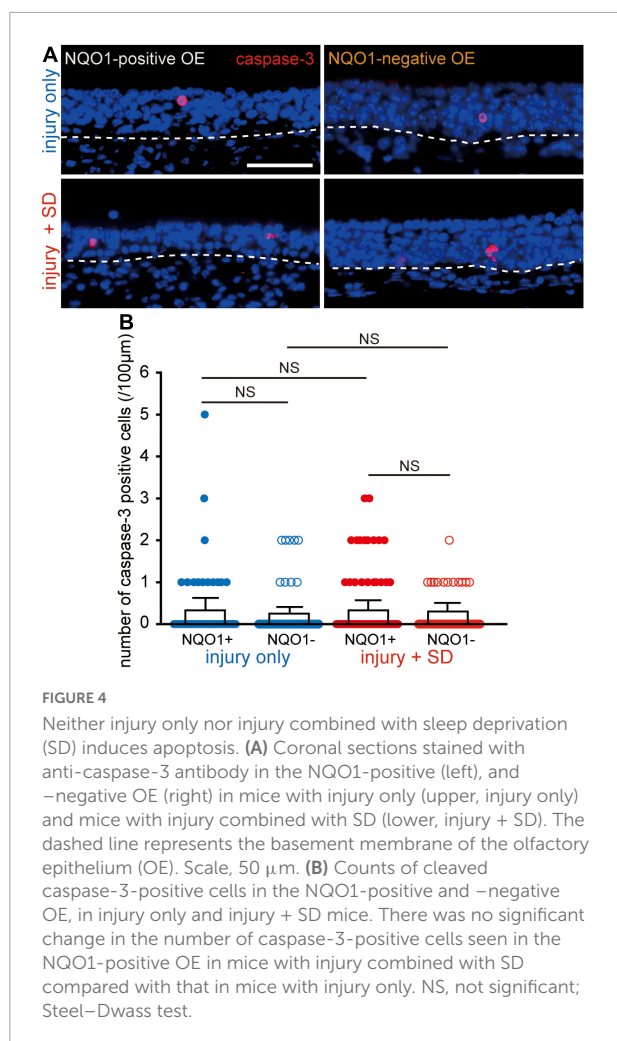 A
NQO1-positive OE
caspase-3
NQO1-negative OE
injury only
injury + SD
B
number of caspase-3 positive cells (/100μm)
6
5
4
3
2
1
0
NS
NS
NS
NS
NQO1+
NQO1-
NQO1+
NQO1-
injury only
injury + SD
FIGURE 4
Neither injury only nor injury combined with sleep deprivation
(SD) induces apoptosis. (A) Coronal sections stained with
anti-caspase-3 antibody in the NQO1-positive (left), and
–negative OE (right) in mice with injury only (upper, injury only)
and mice with injury combined with SD (lower, injury + SD). The
dashed line represents the basement membrane of the olfactory
epithelium (OE). Scale, 50 μm. (B) Counts of cleaved
caspase-3-positive cells in the NQO1-positive and –negative
OE, in injury only and injury + SD mice. There was no significant
change in the number of caspase-3-positive cells seen in the
NQO1-positive OE in mice with injury combined with SD
compared with that in mice with injury only. NS, not significant;
Steel–Dwass test.